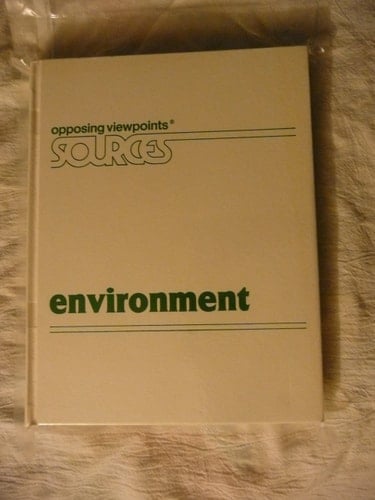 opposing viewpoints®
SOURCES
environment